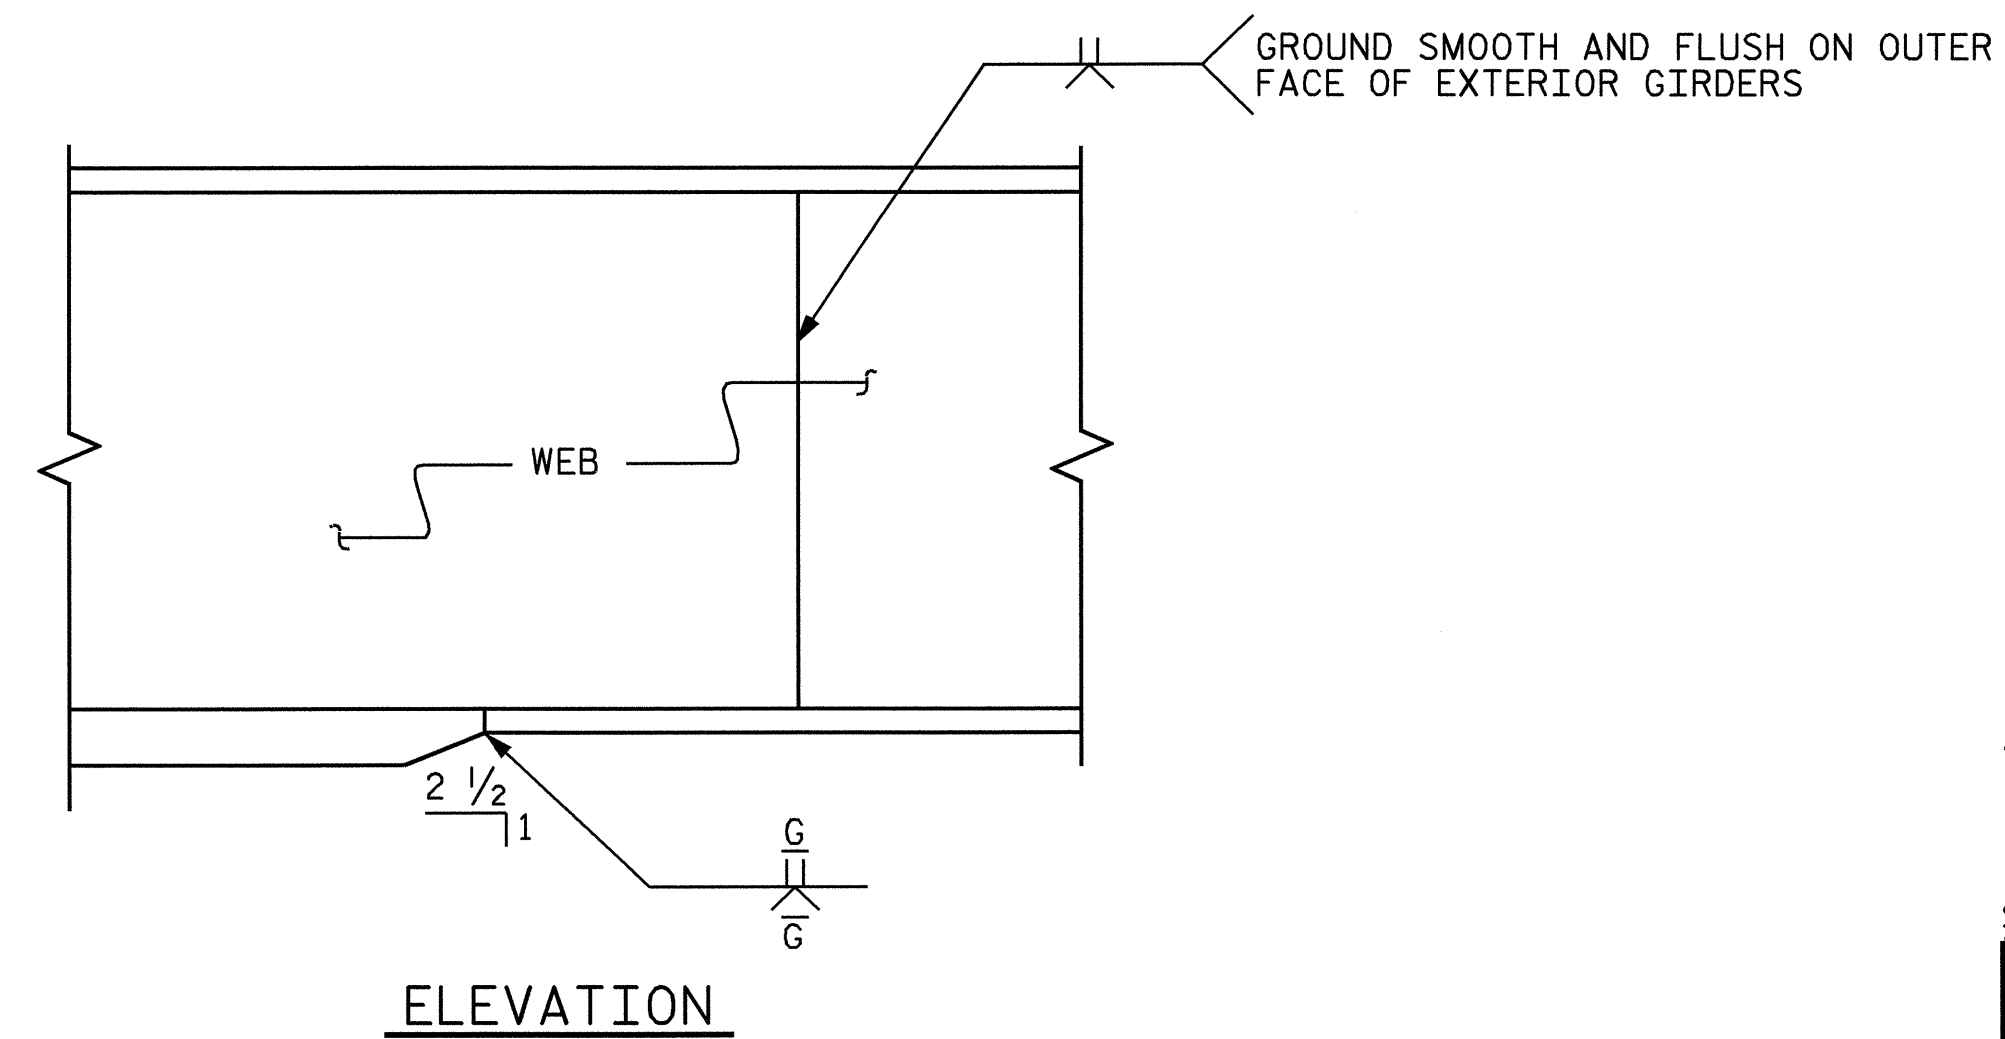 GROUND SMOOTH AND FLUSH ON OUTER
FACE OF EXTERIOR GIRDERS
WEB
2 1/2
1
G
G
ELEVATION